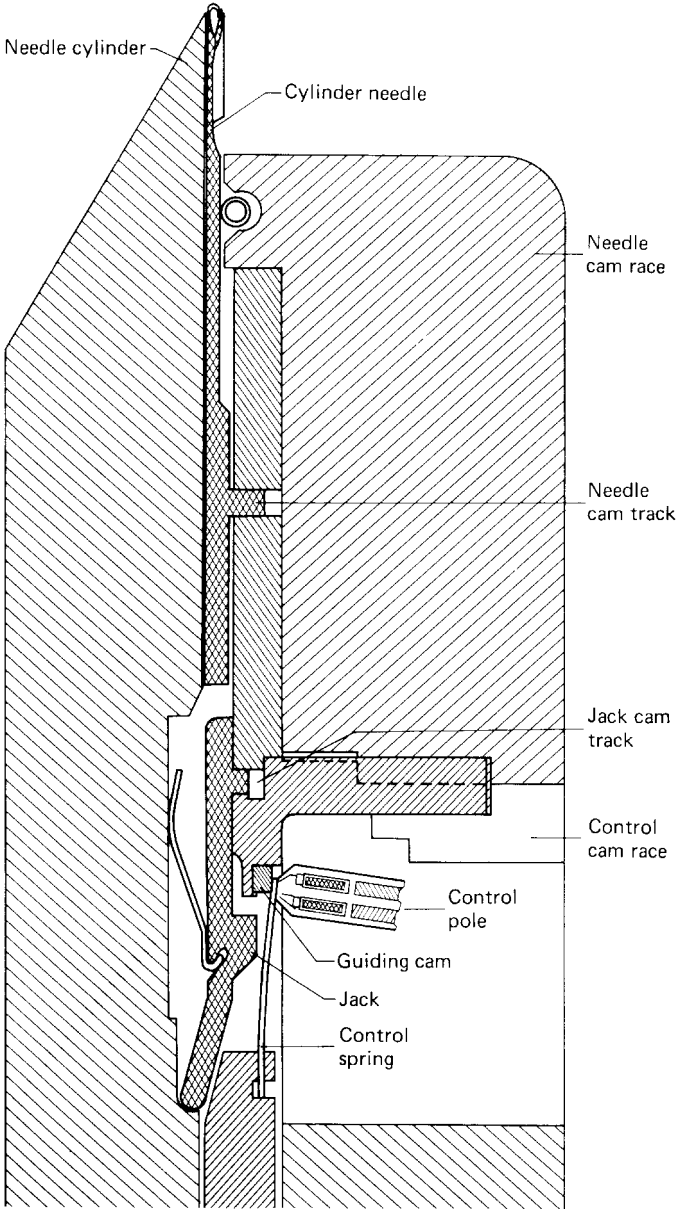 Needle cylinder
Cylinder needle
Needle
cam race
Needle
cam track
Jack cam
track
Control
cam race
Control
pole
Guiding cam
Jack
Control
spring